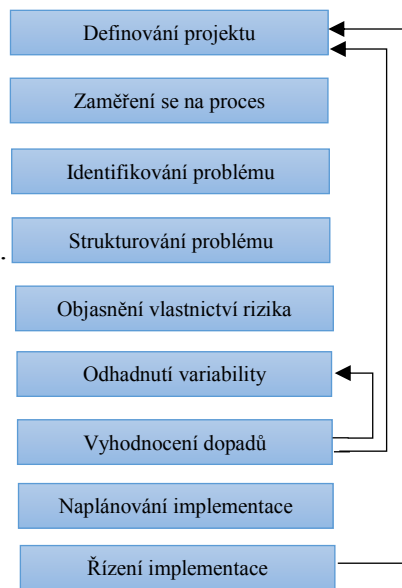 Definování projektu
Zaměření se na proces
Identifikování problému
Strukturování problému
Objasnění vlastnictví rizika
Odhadnutí variability
Vyhodnocení dopadů
Naplánování implementace
Řízení implementace